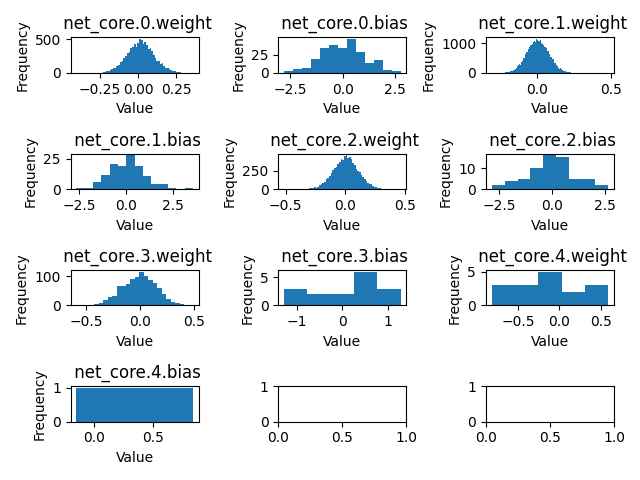 net_core.0.weight
Frequency
500
0
−0.25 0.00 0.25
Value
net_core.0.bias
Frequency
25
0
−2.5 0.0 2.5
Value
net_core.1.weight
Frequency
1000
0
0.0 0.5
Value
net_core.1.bias
Frequency
25
0
−2.5 0.0 2.5
Value
net_core.2.weight
Frequency
250
0
−0.5 0.0 0.5
Value
net_core.2.bias
Frequency
10
0
−2.5 0.0 2.5
Value
net_core.3.weight
Frequency
100
0
−0.5 0.0 0.5
Value
net_core.3.bias
Frequency
5
0
−1 0 1
Value
net_core.4.weight
Frequency
5
0
−0.5 0.0 0.5
Value
net_core.4.bias
Frequency
1
0
0.0 0.5
Value
1
0
0.0 0.5 1.0
1
0
0.0 0.5 1.0